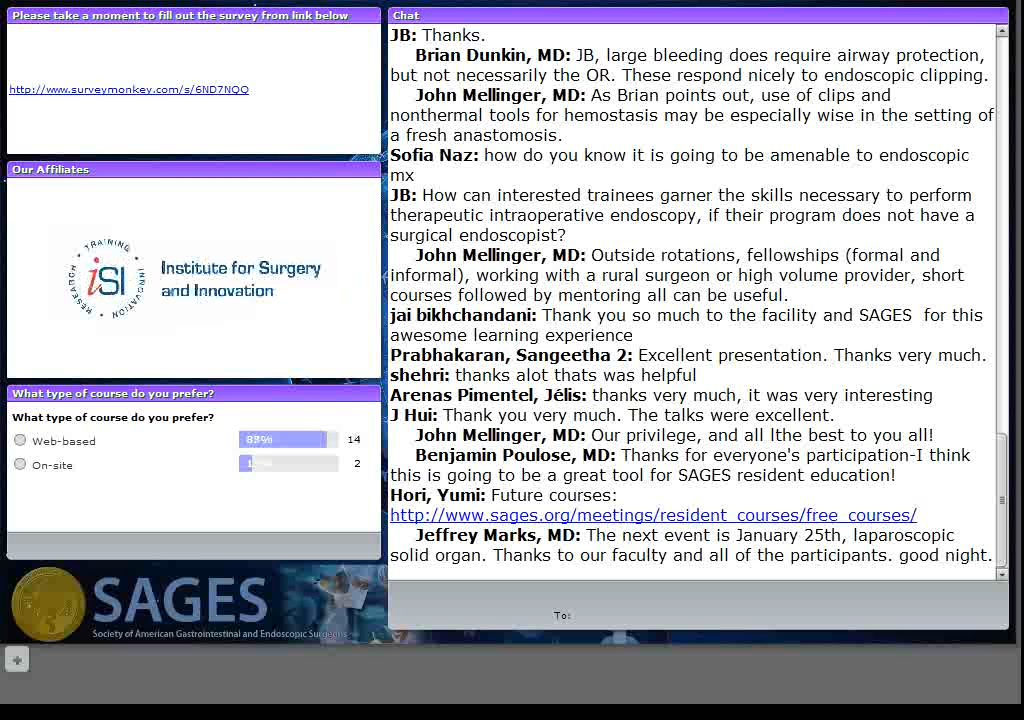 Please take a moment to fill out the survey from link below
http://www.surveymonkey.com/s/6ND7NQQ
Our Affiliates
TRAINING
RESEARCH
INNOVATION
iSI
Institute for Surgery
and Innovation
What type of course do you prefer?
What type of course do you prefer?
Web-based
14
On-site
2
SAGES
Society of American Gastrointestinal and Endoscopic Surgeons
Chat
JB: Thanks.
Brian Dunkin, MD: JB, large bleeding does require airway protection,
but not necessarily the OR. These respond nicely to endoscopic clipping.
John Mellinger, MD: As Brian points out, use of clips and
nonthermal tools for hemostasis may be especially wise in the setting of
a fresh anastomosis.
Sofia Naz: how do you know it is going to be amenable to endoscopic
mx
JB: How can interested trainees garner the skills necessary to perform
therapeutic intraoperative endoscopy, if their program does not have a
surgical endoscopist?
John Mellinger, MD: Outside rotations, fellowships (formal and
informal), working with a rural surgeon or high volume provider, short
courses followed by mentoring all can be useful.
jai bikhchandani: Thank you so much to the facility and SAGES for this
awesome learning experience
Prabhakaran, Sangeetha 2: Excellent presentation. Thanks very much.
shehri: thanks alot thats was helpful
Arenas Pimentel, Jélis: thanks very much, it was very interesting
J Hui: Thank you very much. The talks were excellent.
John Mellinger, MD: Our privilege, and all lthe best to you all!
Benjamin Poulose, MD: Thanks for everyone's participation-I think
this is going to be a great tool for SAGES resident education!
Hori, Yumi: Future courses:
http://www.sages.org/meetings/resident_courses/free_courses/
Jeffrey Marks, MD: The next event is January 25th, laparoscopic
solid organ. Thanks to our faculty and all of the participants. good night.
To: